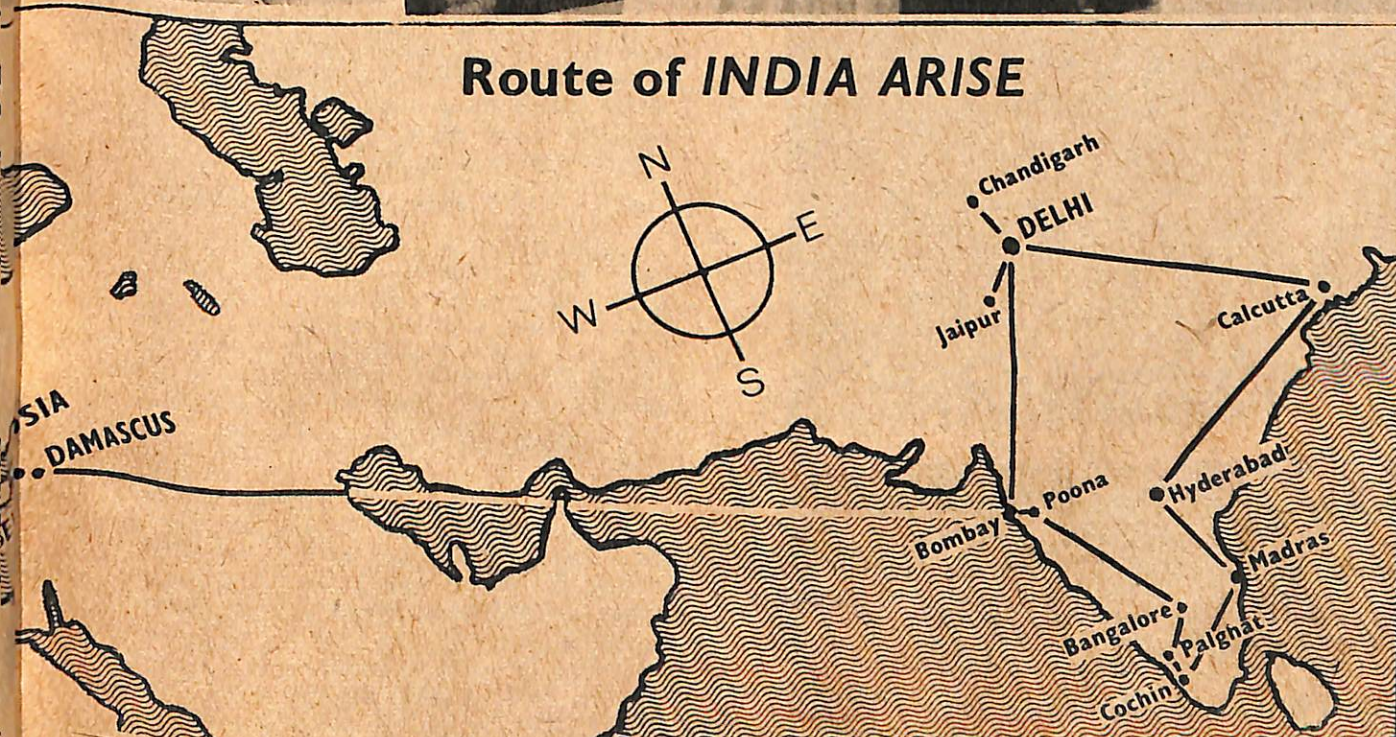 Route of INDIA ARISE
N
E
W
S
Chandigarh
DELHI
Jaipur
Calcutta
SIA
DAMASCUS
Poona
Hyderabad
Bombay
Madras
Bangalore
Palghat
Cochin